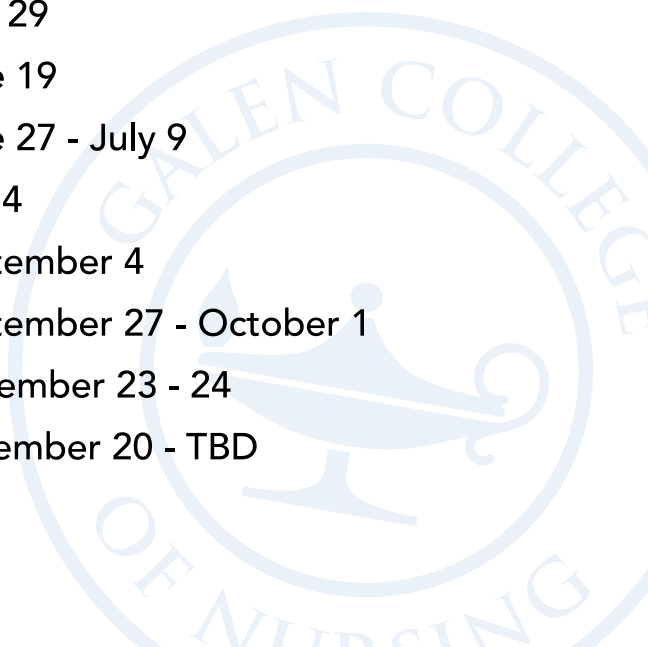 29
e 19
e 27 - July 9
4
tember 4
tember 27 - October 1
ember 23 - 24
ember 20 - TBD
GALEN COLLEGE
OF NURSING